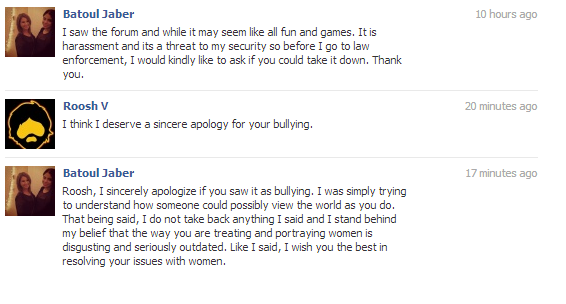 Batoul Jaber 10 hours ago
I saw the forum and while it may seem like all fun and games. It is
harassment and its a threat to my security so before I go to law
enforcement, I would kindly like to ask if you could take it down. Thank
you.
Roosh V 20 minutes ago
I think I deserve a sincere apology for your bullying.
Batoul Jaber 17 minutes ago
Roosh, I sincerely apologize if you saw it as bullying. I was simply trying
to understand how someone could possibly view the world as you do.
That being said, I do not take back anything I said and I stand behind
my belief that the way you are treating and portraying women is
disgusting and seriously outdated. Like I said, I wish you the best in
resolving your issues with women.